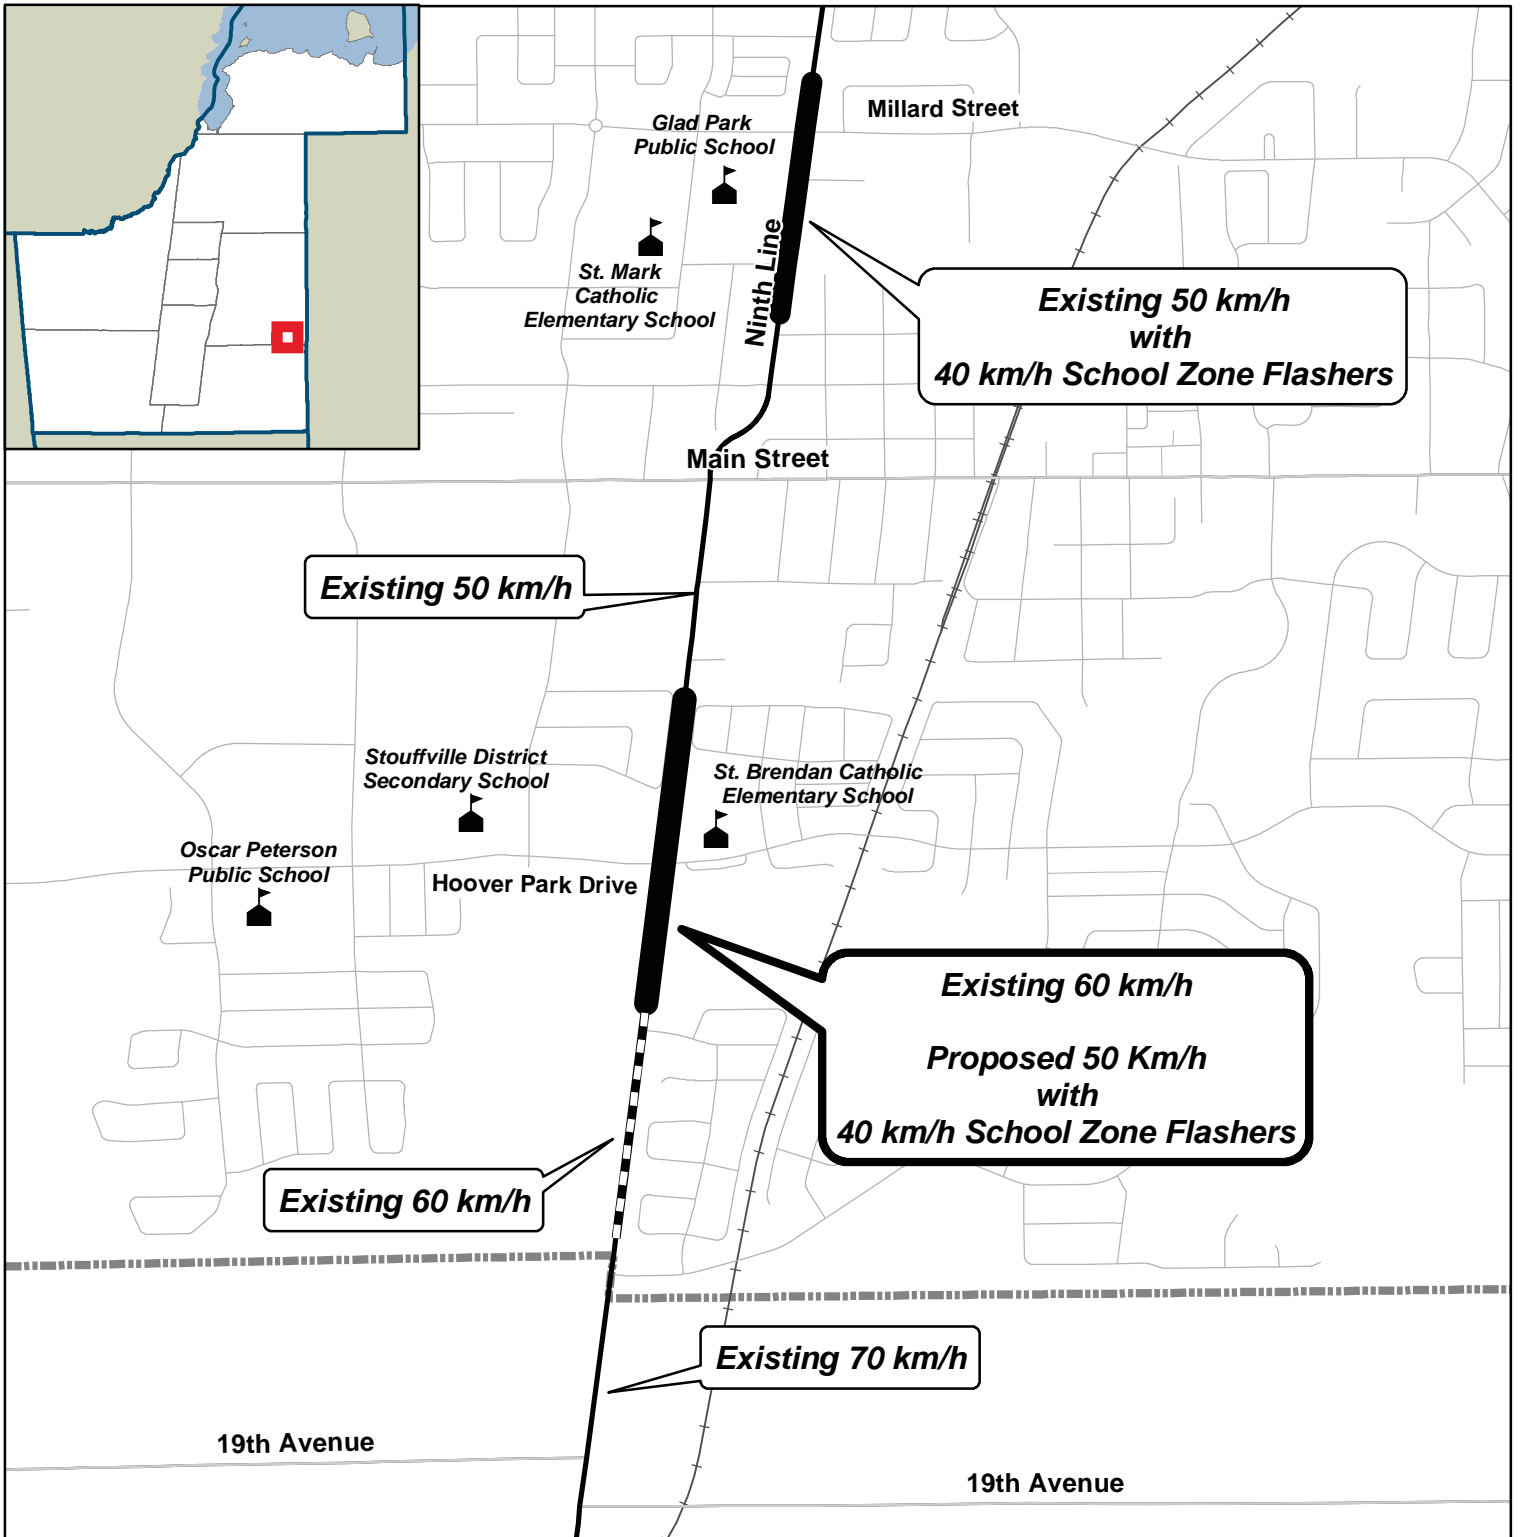 Millard Street
Glad Park
Public School
St. Mark
Catholic
Elementary School
Ninth Line
Existing 50 km/h
with
40 km/h School Zone Flashers
Main Street
Existing 50 km/h
Stouffville District
Secondary School
St. Brendan Catholic
Elementary School
Oscar Peterson
Public School
Hoover Park Drive
Existing 60 km/h
Proposed 50 Km/h
with
40 km/h School Zone Flashers
Existing 60 km/h
Existing 70 km/h
19th Avenue
19th Avenue